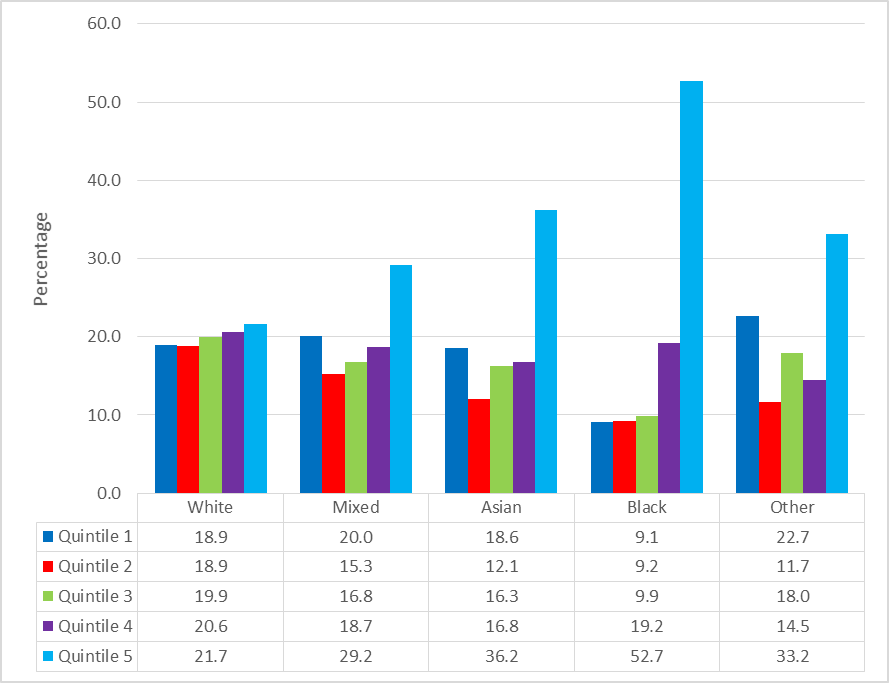 60.0
50.0
40.0
30.0
20.0
10.0
0.0
Percentage
White Mixed Asian Black Other
Quintile 1 18.9 20.0 18.6 9.1 22.7
Quintile 2 18.9 15.3 12.1 9.2 11.7
Quintile 3 19.9 16.8 16.3 9.9 18.0
Quintile 4 20.6 18.7 16.8 19.2 14.5
Quintile 5 21.7 29.2 36.2 52.7 33.2